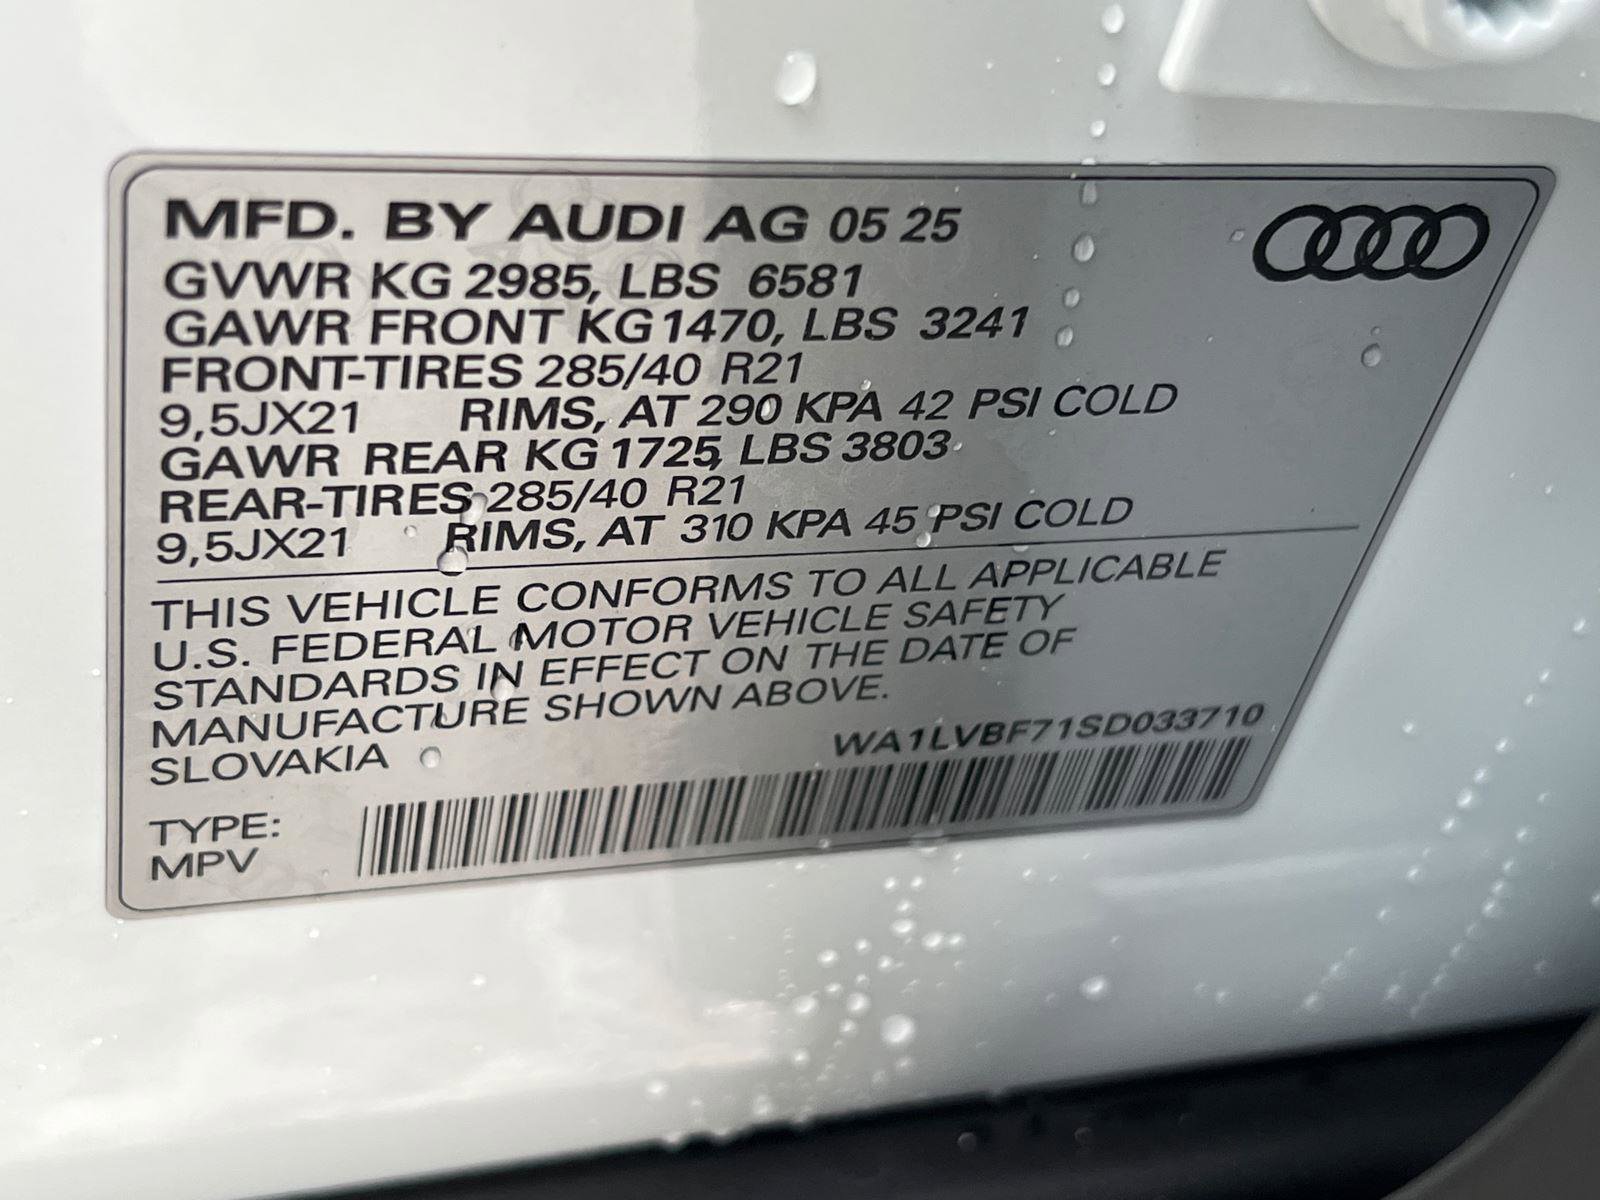 MFD. BY AUDI AG 05 25
GVWR KG 2985, LBS 6581
GAWR FRONT KG 1470, LBS 3241
FRONT-TIRES 285/40 R21
9,5JX21 RIMS, AT 290 KPA 42 PSI COLD
GAWR REAR KG 1725, LBS 3803
REAR-TIRES 285/40 R21
9,5JX21 RIMS, AT 310 KPA 45 PSI COLD
THIS VEHICLE CONFORMS TO ALL APPLICABLE
U.S. FEDERAL MOTOR VEHICLE SAFETY
STANDARDS IN EFFECT ON THE DATE OF
MANUFACTURE SHOWN ABOVE.
SLOVAKIA
WA1LVBF71SD033710
TYPE:
MPV